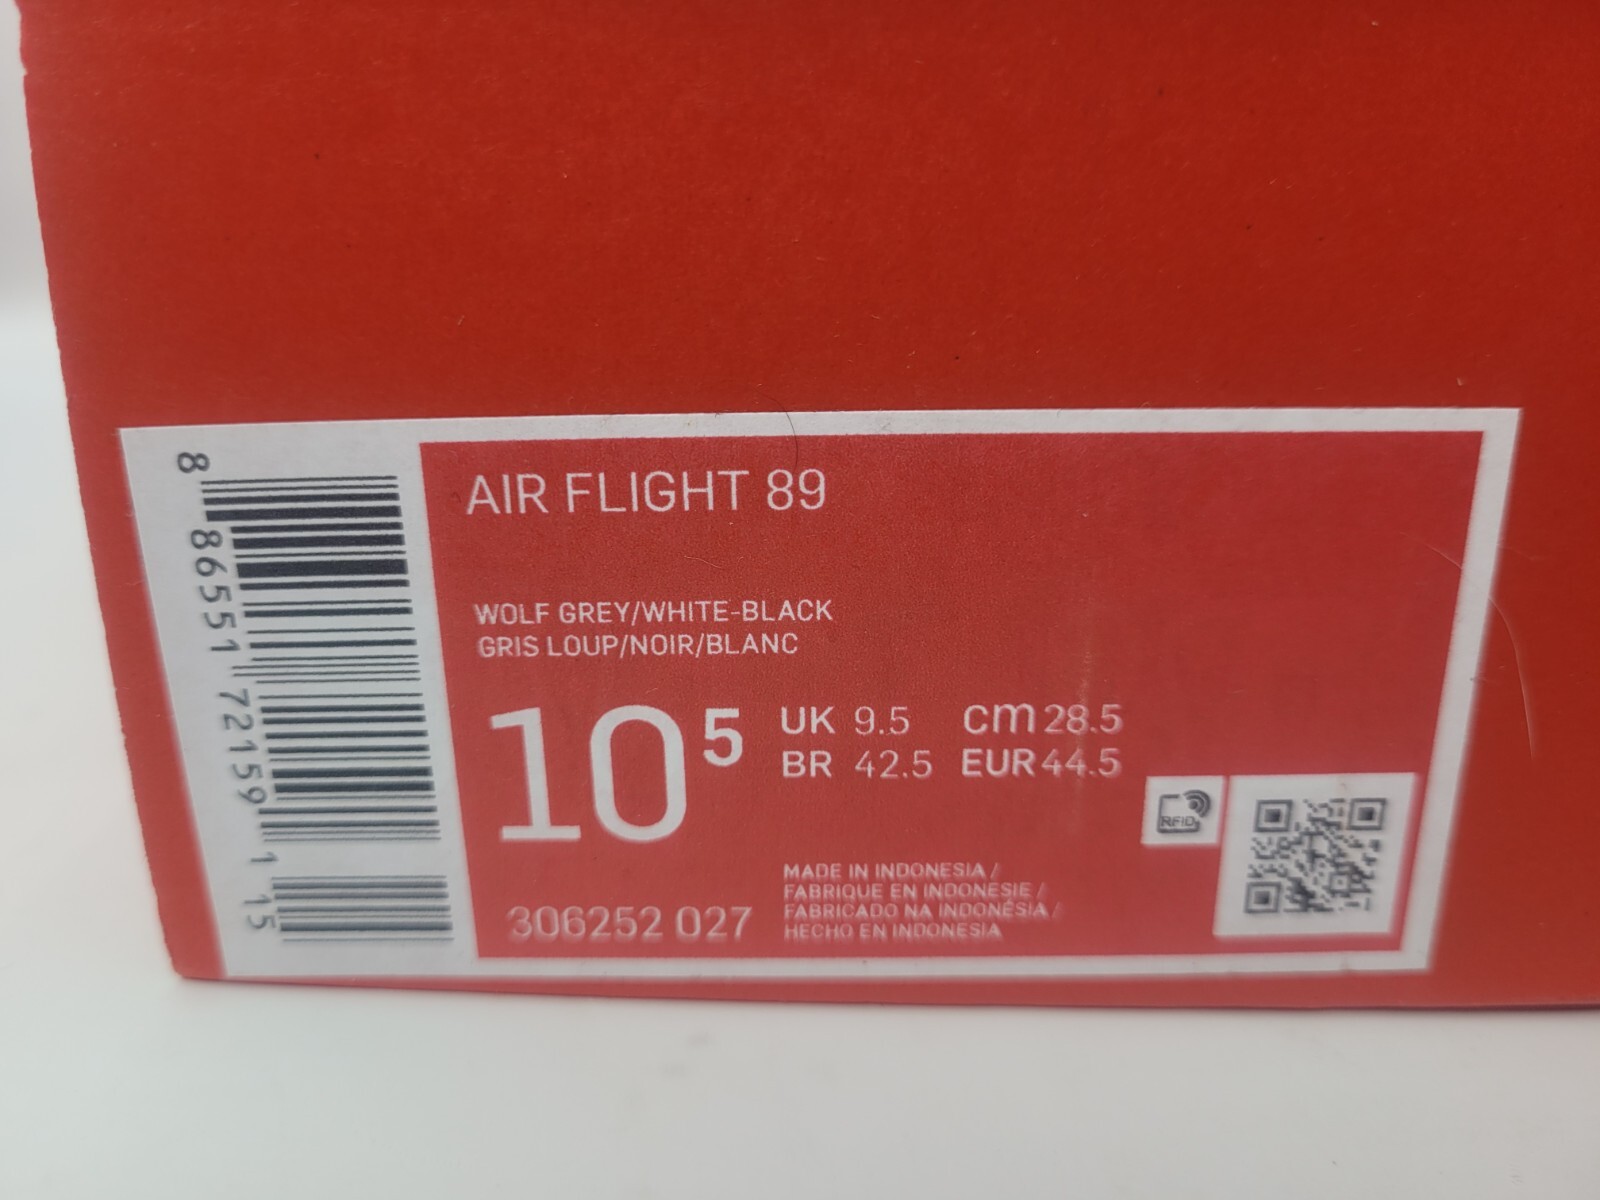 8 86551 72159 1 15
AIR FLIGHT 89
WOLF GREY/WHITE-BLACK
GRIS LOUP/NOIR/BLANC
10 5
UK 9.5 cm 28.5
BR 42.5 EUR 44.5
306252 027
MADE IN INDONESIA /
FABRIQUE EN INDONESIE /
FABRICADO NA INDONÉSIA /
HECHO EN INDONESIA
RFID